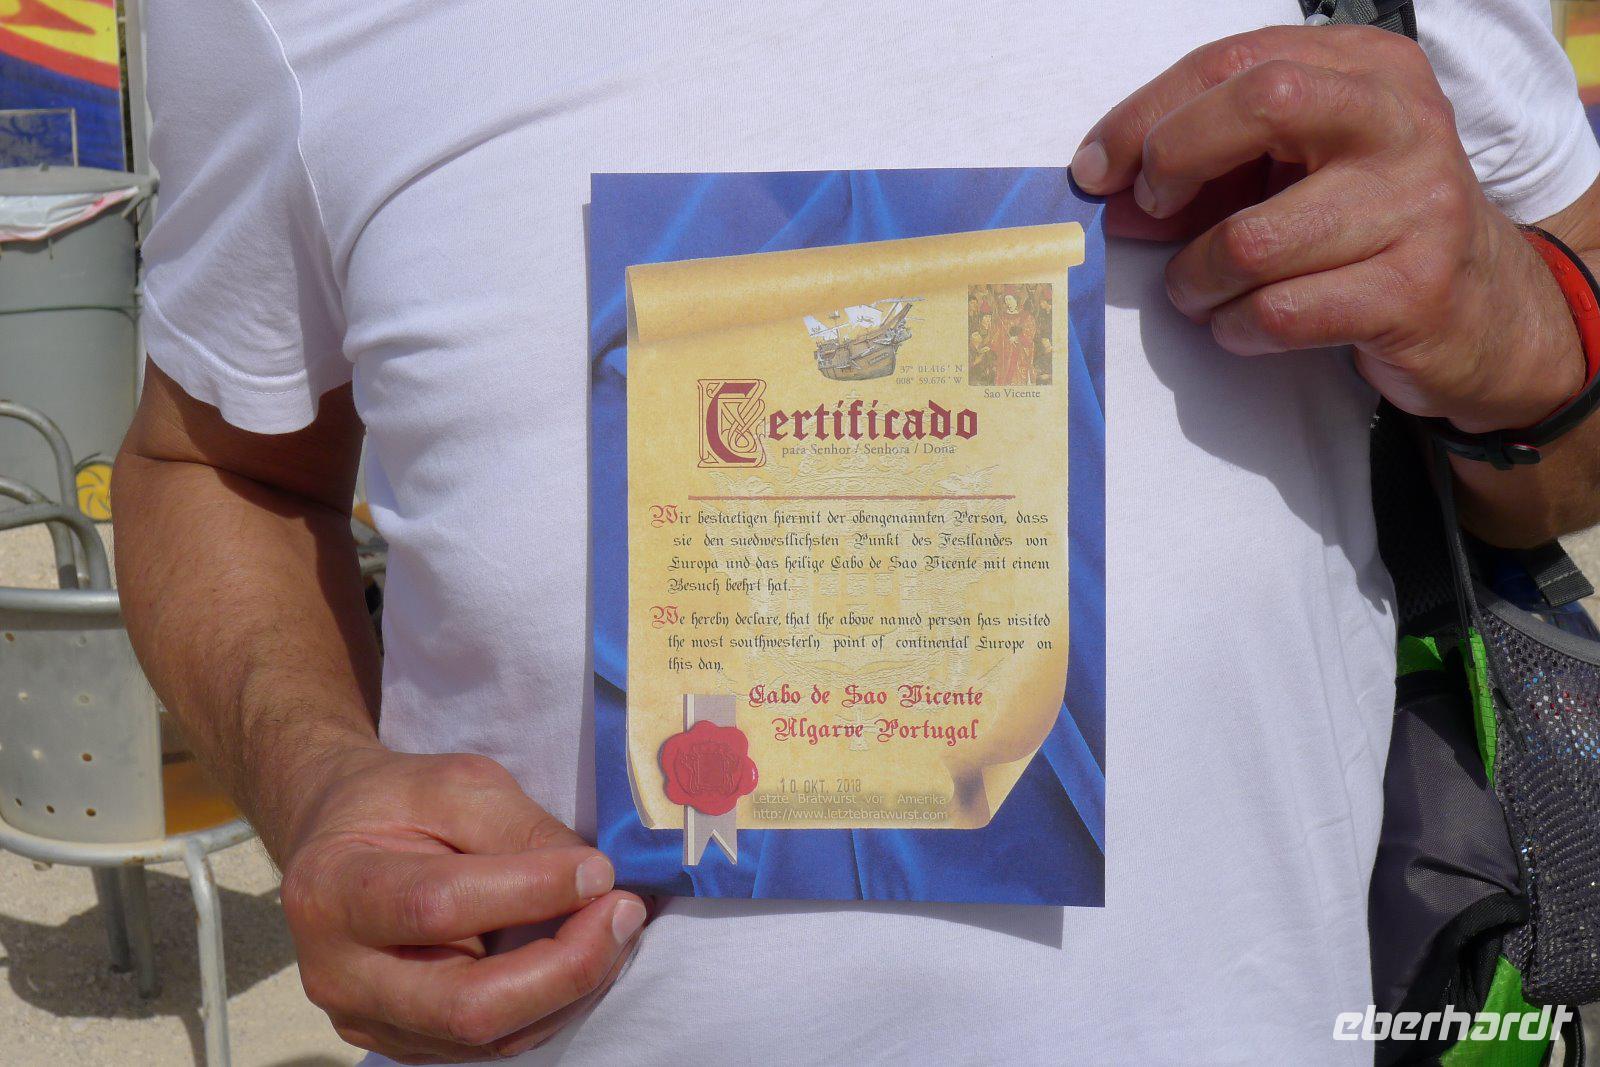 37° 01.416' N
008° 59.676' W
Sao Vicente
Certificado
para Senhor / Senhora / Dona
Wir bestaetigen hiermit der obengenannten Person, dass
sie den suedwestlichsten Punkt des Festlandes von
Europa und das heilige Cabo de Sao Vicente mit einem
Besuch beehrt hat.
We hereby declare, that the above named person has visited
the most southwesterly point of continental Europe on
this day.
Cabo de Sao Vicente
Algarve Portugal
10. OKT. 2018
Letzte Bratwurst vor Amerika
http://www.letztebratwurst.com
eberhardt